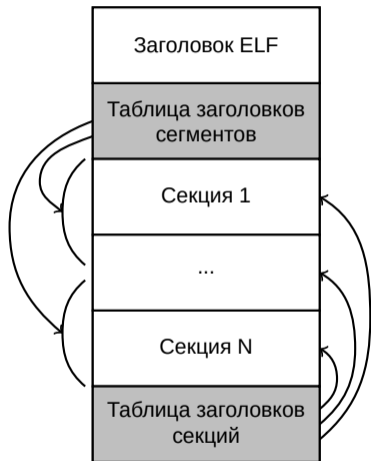 Заголовок ELF
Таблица заголовков
сегментов
Секция 1
...
Секция N
Таблица заголовков
секций